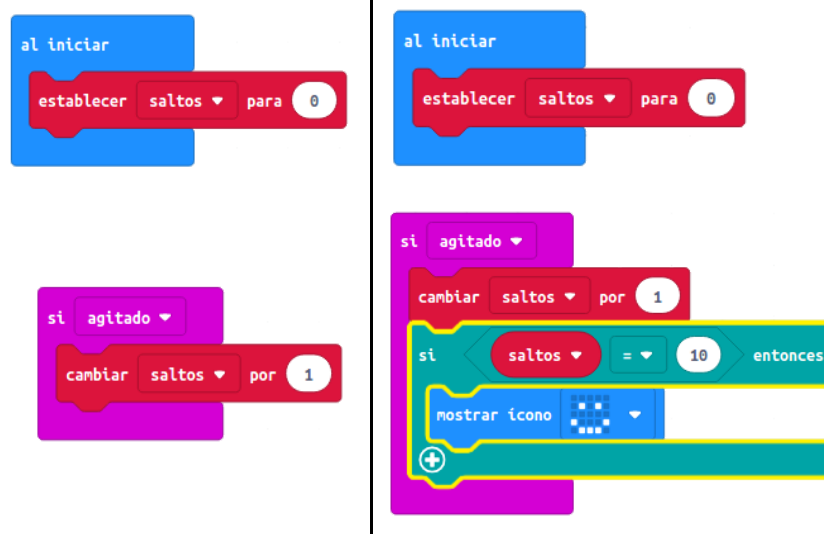 al iniciar
establecer saltos para 0
si agitado
cambiar saltos por 1
al iniciar
establecer saltos para 0
si agitado
cambiar saltos por 1
si saltos = 10 entonces
mostrar ícono